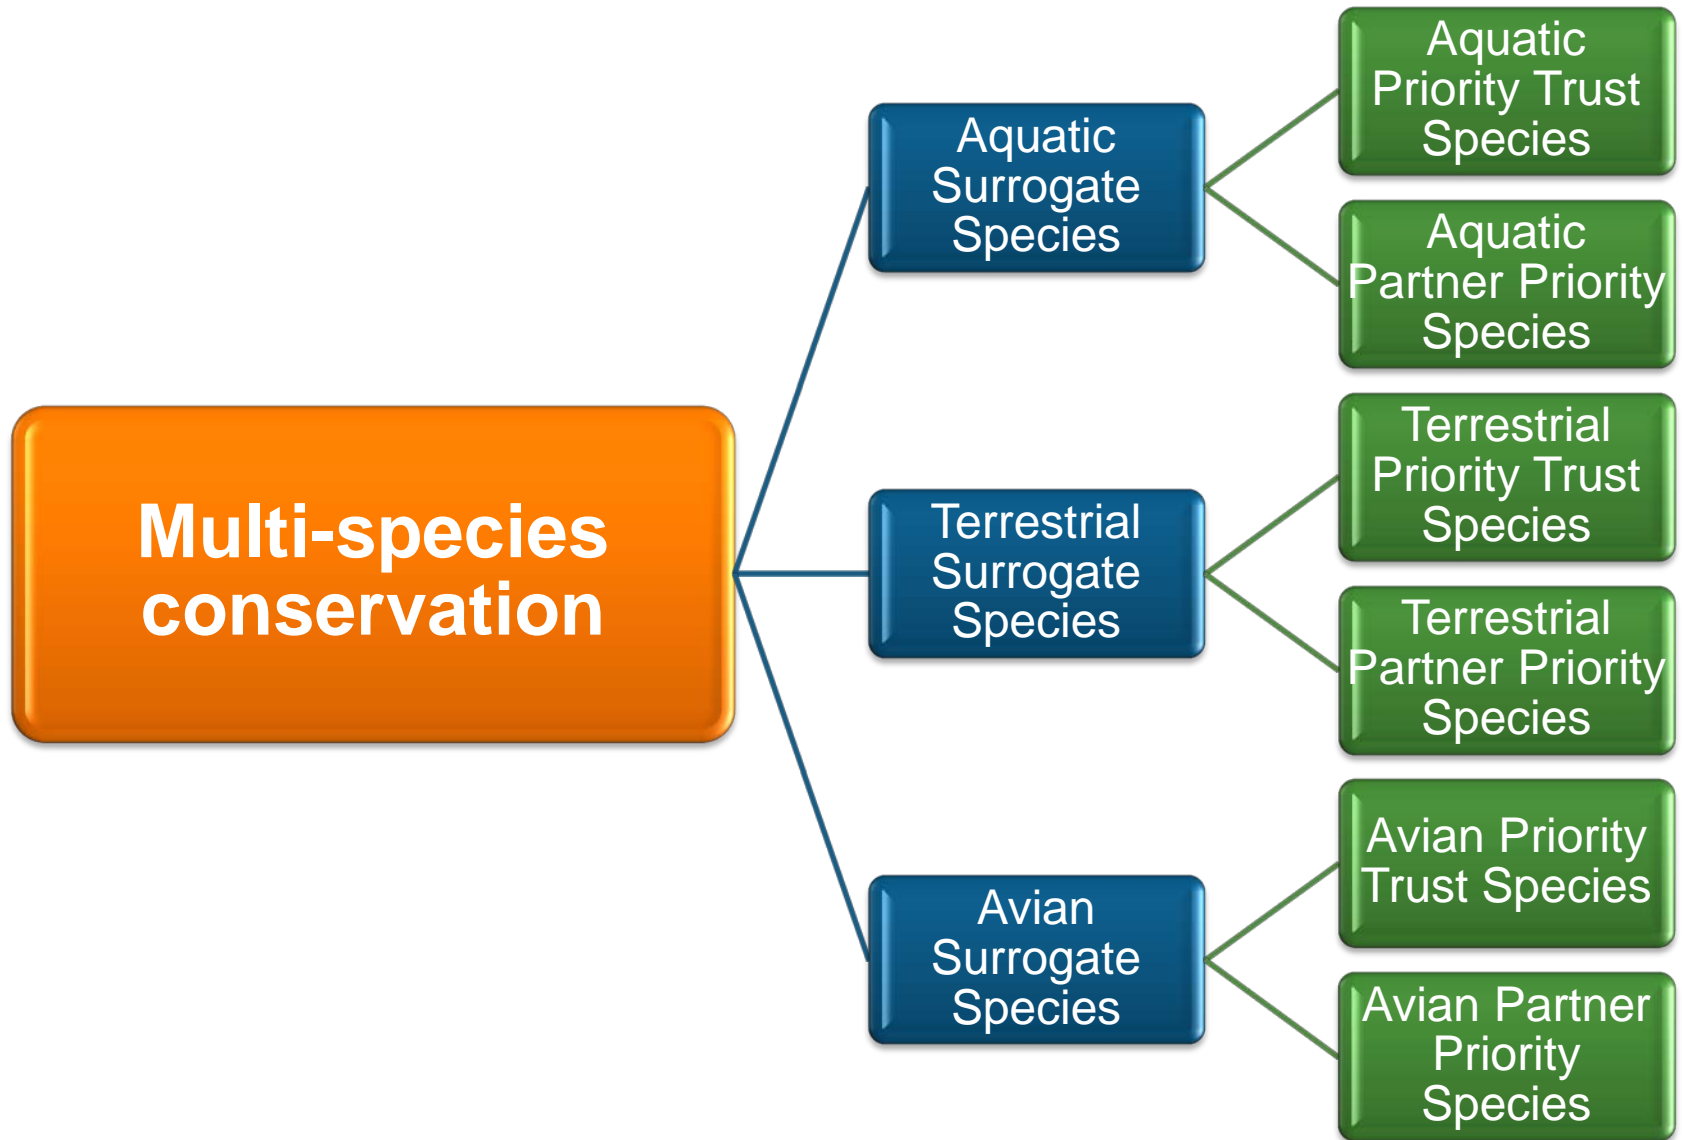 Multi-species
conservation
Aquatic
Surrogate
Species
Aquatic
Priority Trust
Species
Aquatic
Partner Priority
Species
Terrestrial
Surrogate
Species
Terrestrial
Priority Trust
Species
Terrestrial
Partner Priority
Species
Avian
Surrogate
Species
Avian Priority
Trust Species
Avian Partner
Priority
Species